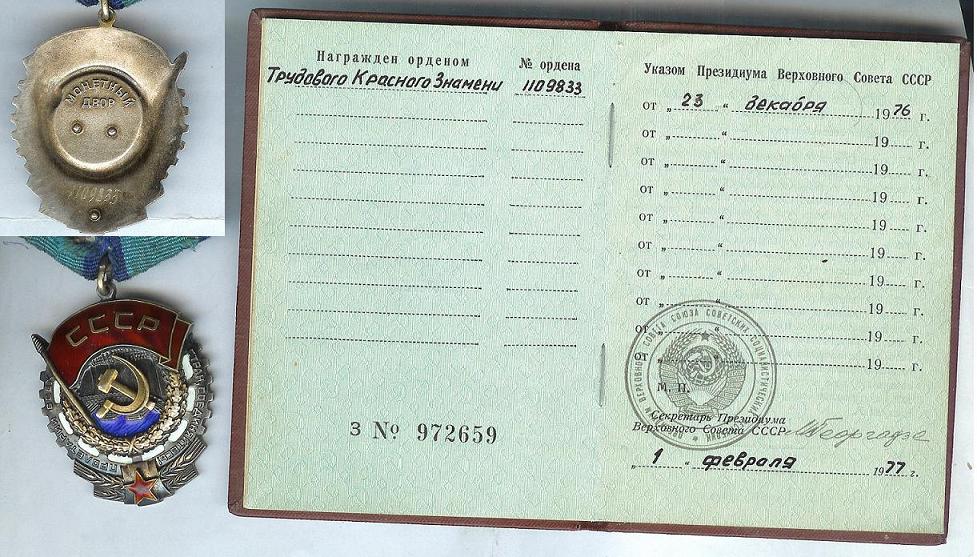 МОНЕТНЫЙ
ДВОР
1109833
СССР
Награжден орденом
№ ордена
Трудового Красного Знамени
1109833
З № 972659
Указом Президиума Верховного Совета СССР
от „ 23 “ декабря 1976 г.
от „ “ 19 г.
от „ “ 19 г.
от „ “ 19 г.
от „ “ 19 г.
от „ “ 19 г.
от „ “ 19 г.
от „ “ 19 г.
от „ “ 19 г.
от „ “ 19 г.
М. П.
Секретарь Президиума
Верховного Совета СССР
„ 1 “ февраля 1977 г.